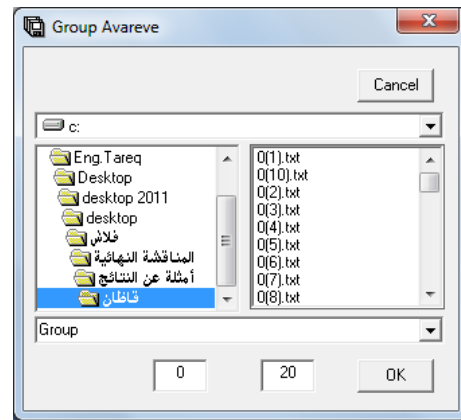 Group Avareve
Cancel
c:
Eng.Tareq
Desktop
desktop 2011
desktop
فلاش
المناقشة النهائية
أمثلة عن النتائج
قاظان
0(1).txt
0(10).txt
0(2).txt
0(3).txt
0(4).txt
0(5).txt
0(6).txt
0(7).txt
0(8).txt
Group
0
20
OK